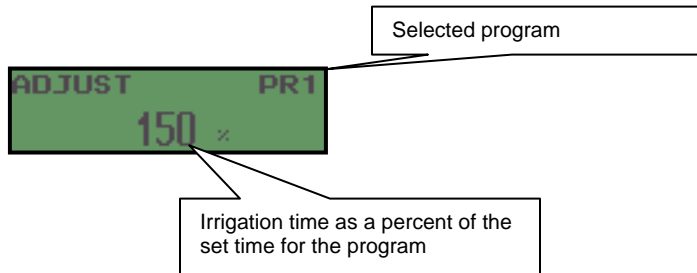 Selected program
ADJUST PR1
150 %
Irrigation time as a percent of the
set time for the program